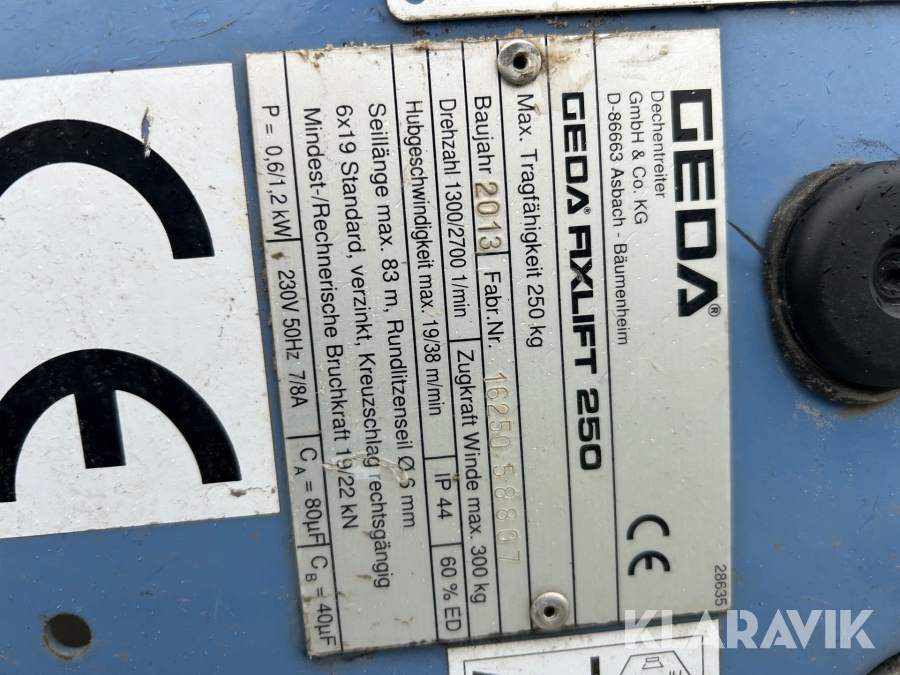 GEDA®
Dechentreiter
GmbH & Co. KG
D-86663 Asbach - Bäumenheim
CE
28635
GEDA® FIXLIFT 250
Max. Tragfähigkeit 250 kg
Baujahr 2013 Fabr.Nr. 16250 58807
Drehzahl 1300/2700 1/min Zugkraft Winde max. 300 kg
Hubgeschwindigkeit max. 19/38 m/min IP 44 60 % ED
Seillänge max. 83 m, Rundlitzenseil Ø 6 mm
6x19 Standard, verzinkt, Kreuzschlag rechtsgängig
Mindest-/Rechnerische Bruchkraft 19/22 kN
P = 0,6/1,2 kW 230V 50Hz 7/8A CA = 80µF CB = 40µF
CE
KLARAVIK